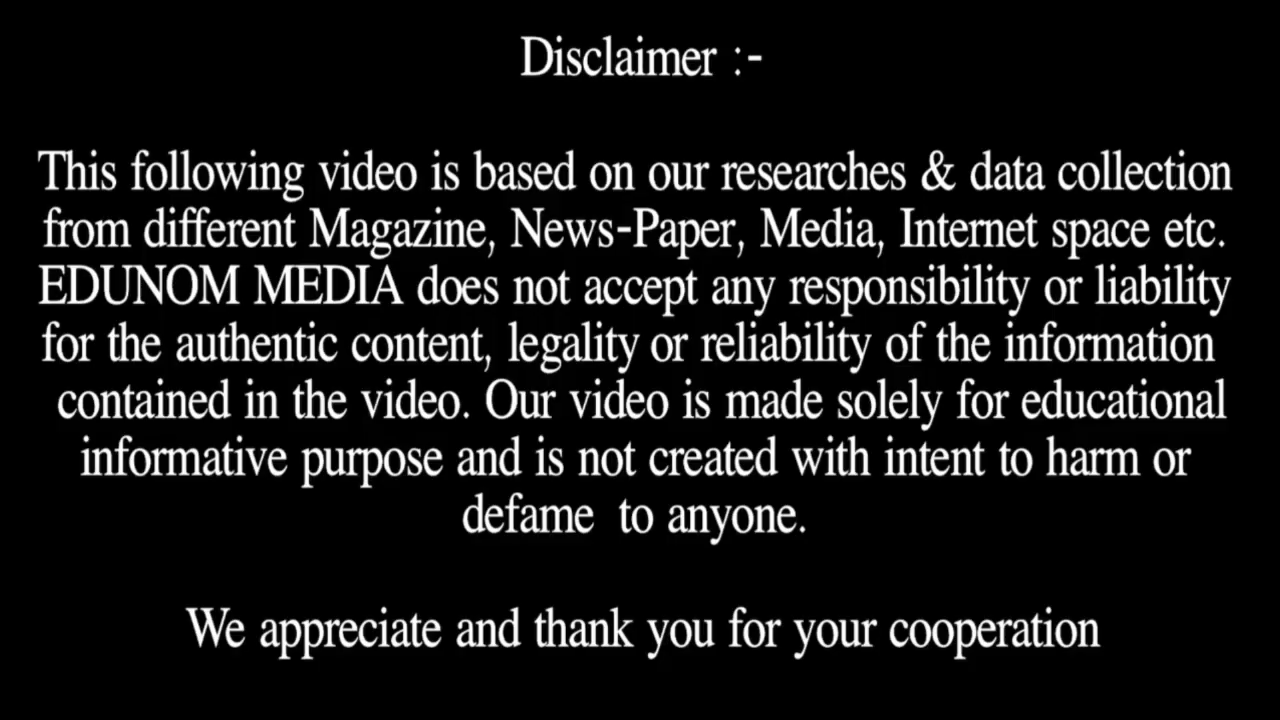 Disclaimer :-
This following video is based on our researches & data collection
from different Magazine, News-Paper, Media, Internet space etc.
EDUNOM MEDIA does not accept any responsibility or liability
for the authentic content, legality or reliability of the information
contained in the video. Our video is made solely for educational
informative purpose and is not created with intent to harm or
defame to anyone.
We appreciate and thank you for your cooperation